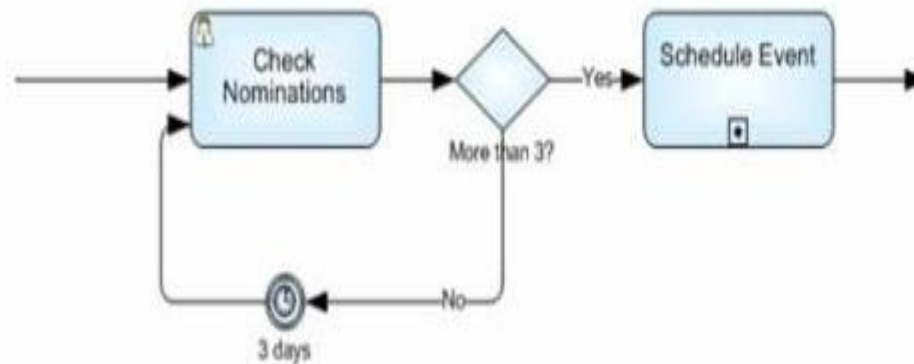 Check
Nominations
Yes
Schedule Event
More than 3?
No
3 days